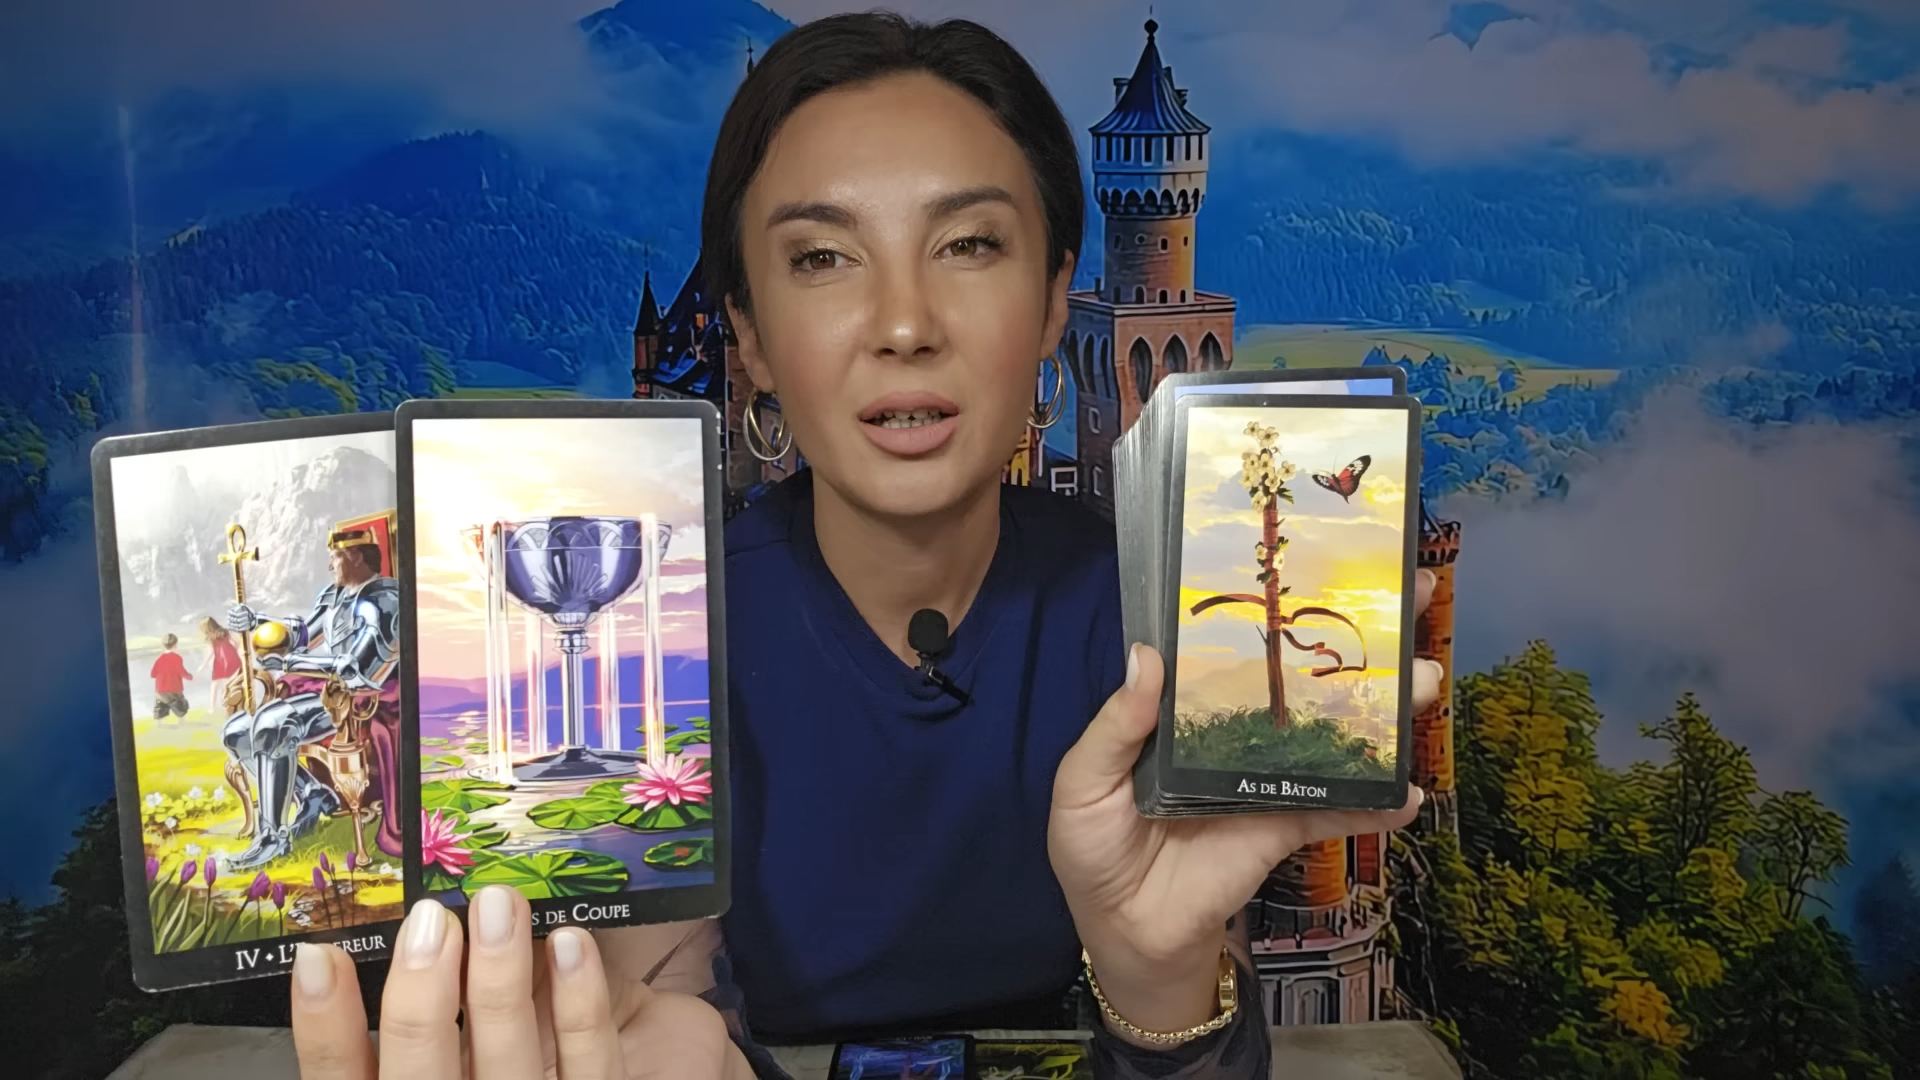 IV • L'
EREUR
S DE COUPE
AS DE BÂTON